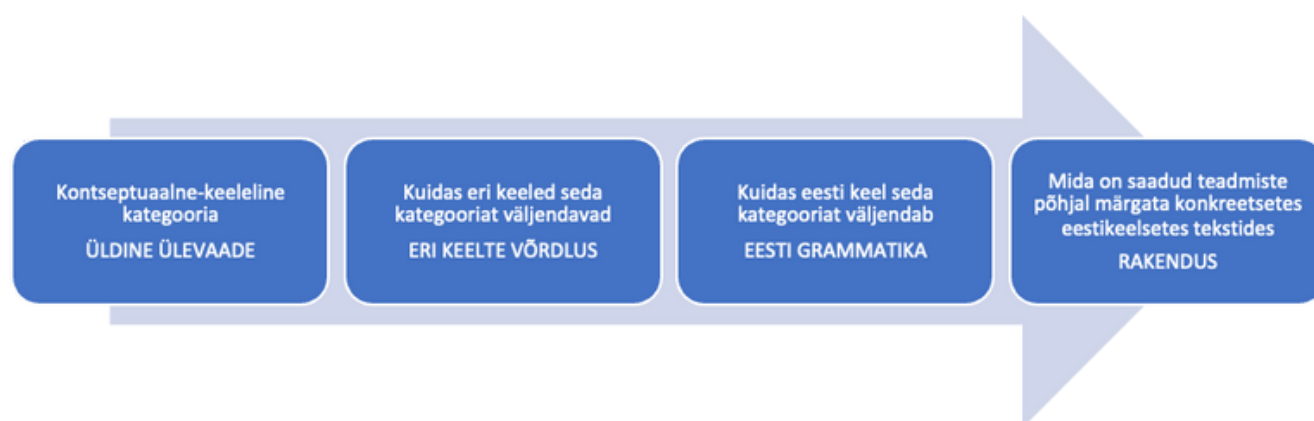 Kontseptuaalne-keeleline
kategooria
ÜLDINE ÜLEVAADE
Kuidas eri keeled seda
kategooriat väljendavad
ERI KEELTE VÕRDLUS
Kuidas eesti keel seda
kategooriat väljendab
EESTI GRAMMATIKA
Mida on saadud teadmiste
põhjal märgata konkreetsetes
eestikeelsetes tekstides
RAKENDUS